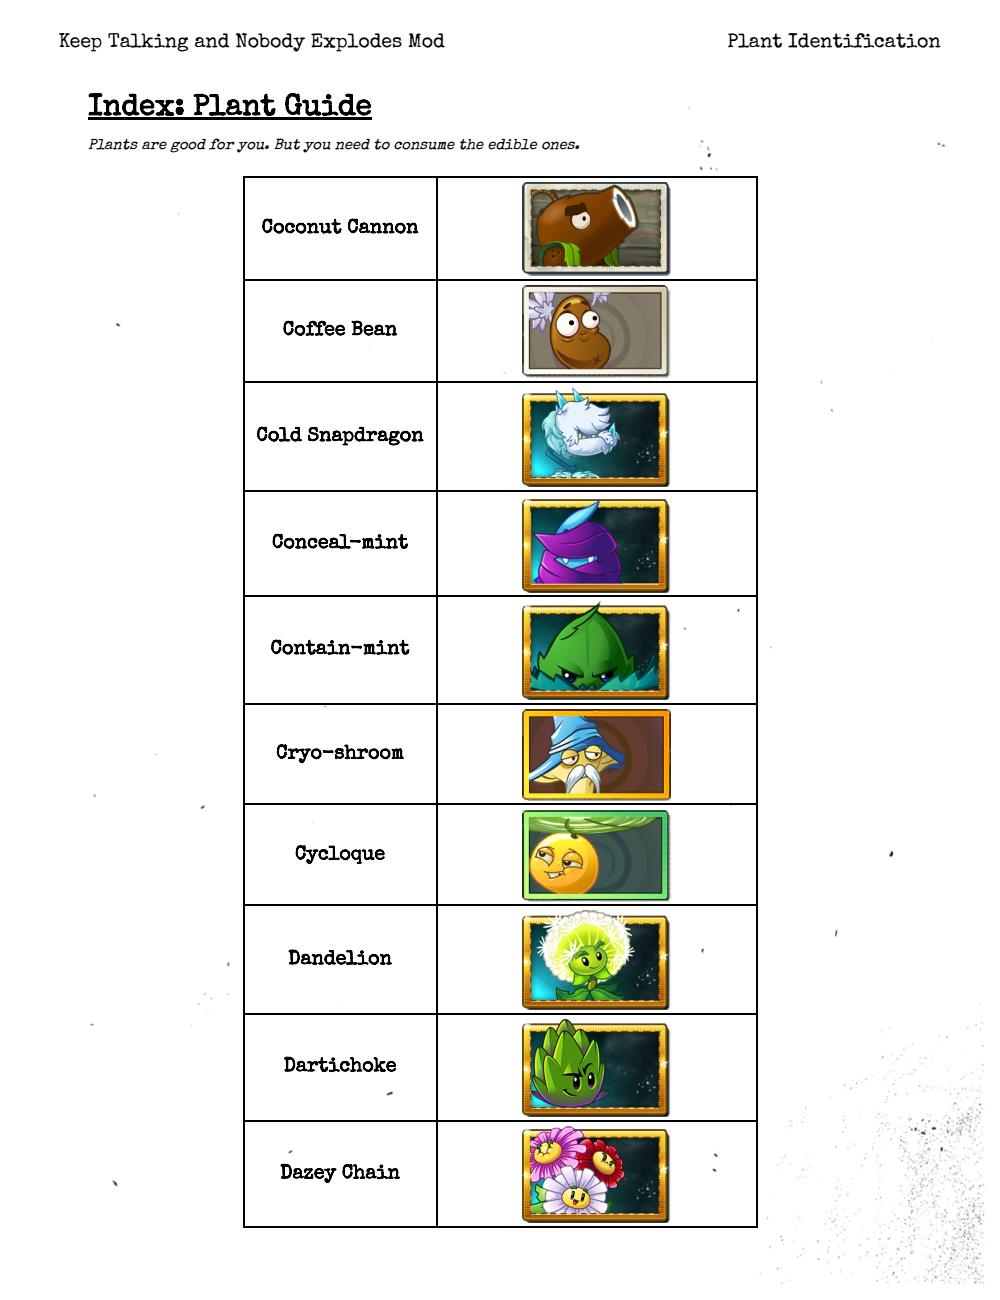 Keep Talking and Nobody Explodes Mod
Plant Identification
Index: Plant Guide
Plants are good for you. But you need to consume the edible ones.
Coconut Cannon
Coffee Bean
Cold Snapdragon
Conceal-mint
Contain-mint
Cryo-shroom
Cycloque
Dandelion
Dartichoke
Dazey Chain